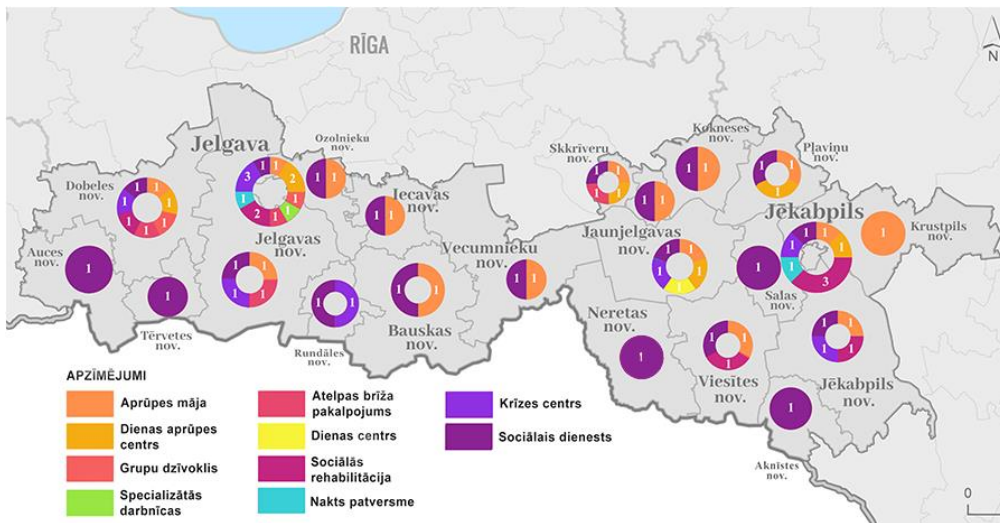 RĪGA
N
Kokneses
nov.
Jelgava
Ozolnieku
nov.
Skkrīveru
nov.
Pļaviņu
nov.
Dobeles
nov.
Iecavas
nov.
Jēkabpils
Krustpils
nov.
Auces
nov.
Jelgavas
nov.
Vecumnieku
nov.
Jaunjelgavas
nov.
Salas
nov.
Tērvetes
nov.
Rundāles
nov.
Bauskas
nov.
Neretas
nov.
Viesītes
nov.
Jēkabpils
nov.
Aknīstes
nov.
APZĪMĒJUMI
Aprūpes māja
Dienas aprūpes
centrs
Grupu dzīvoklis
Specializētās
darbnīcas
Atelpas brīža
pakalpojums
Dienas centrs
Sociālās
rehabilitācija
Nakts patversme
Krīzes centrs
Sociālais dienests
0